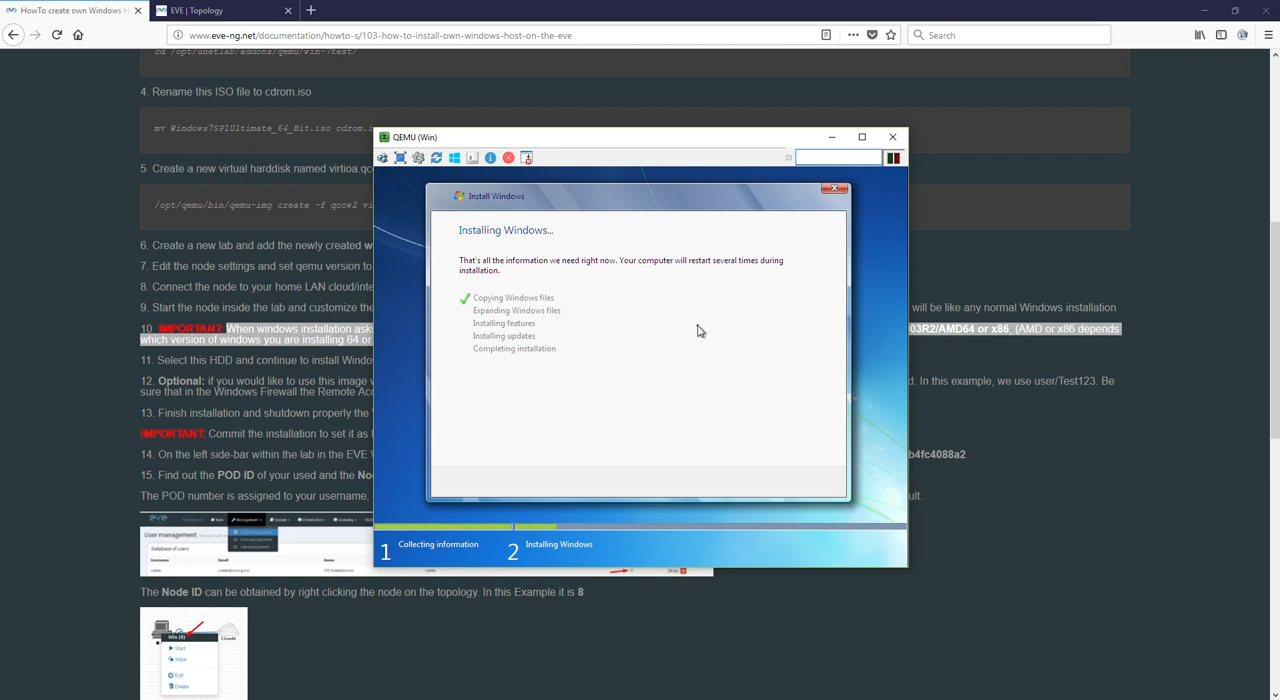 HowTo create own Windows H
EVE | Topology
www.eve-ng.net/documentation/howto-s/103-how-to-install-own-windows-host-on-the-eve
Search
cd /opt/unetlab/addons/qemu/win-7test/
4. Rename this ISO file to cdrom.iso
mv Windows7SP1Ultimate_64_Bit.iso cdrom.i
5. Create a new virtual harddisk named virtioa.qc
/opt/qemu/bin/qemu-img create -f qcow2 vi
6. Create a new lab and add the newly created w
7. Edit the node settings and set qemu version to
8. Connect the node to your home LAN cloud/inte
9. Start the node inside the lab and customize the
will be like any normal Windows installation
10. IMPORTANT: When windows installation asks
03R2/AMD64 or x86, (AMD or x86 depends
which version of windows you are installing 64 or
11. Select this HDD and continue to install Windo
12. Optional: if you would like to use this image w
d. In this example, we use user/Test123. Be
sure that in the Windows Firewall the Remote Acc
13. Finish installation and shutdown properly the
IMPORTANT: Commit the installation to set it as t
14. On the left side-bar within the lab in the EVE
b4fc4088a2
15. Find out the POD ID of your used and the No
The POD number is assigned to your username,
ult.
QEMU (Win)
Install Windows
Installing Windows...
That's all the information we need right now. Your computer will restart several times during
installation.
Copying Windows files
Expanding Windows files
Installing features
Installing updates
Completing installation
1 Collecting information
2 Installing Windows
User management
Database of users
Username
Email
The Node ID can be obtained by right clicking the node on the topology. In this Example it is 8
Win (8)
Cloud8
Start
Wipe
Edit
Delete